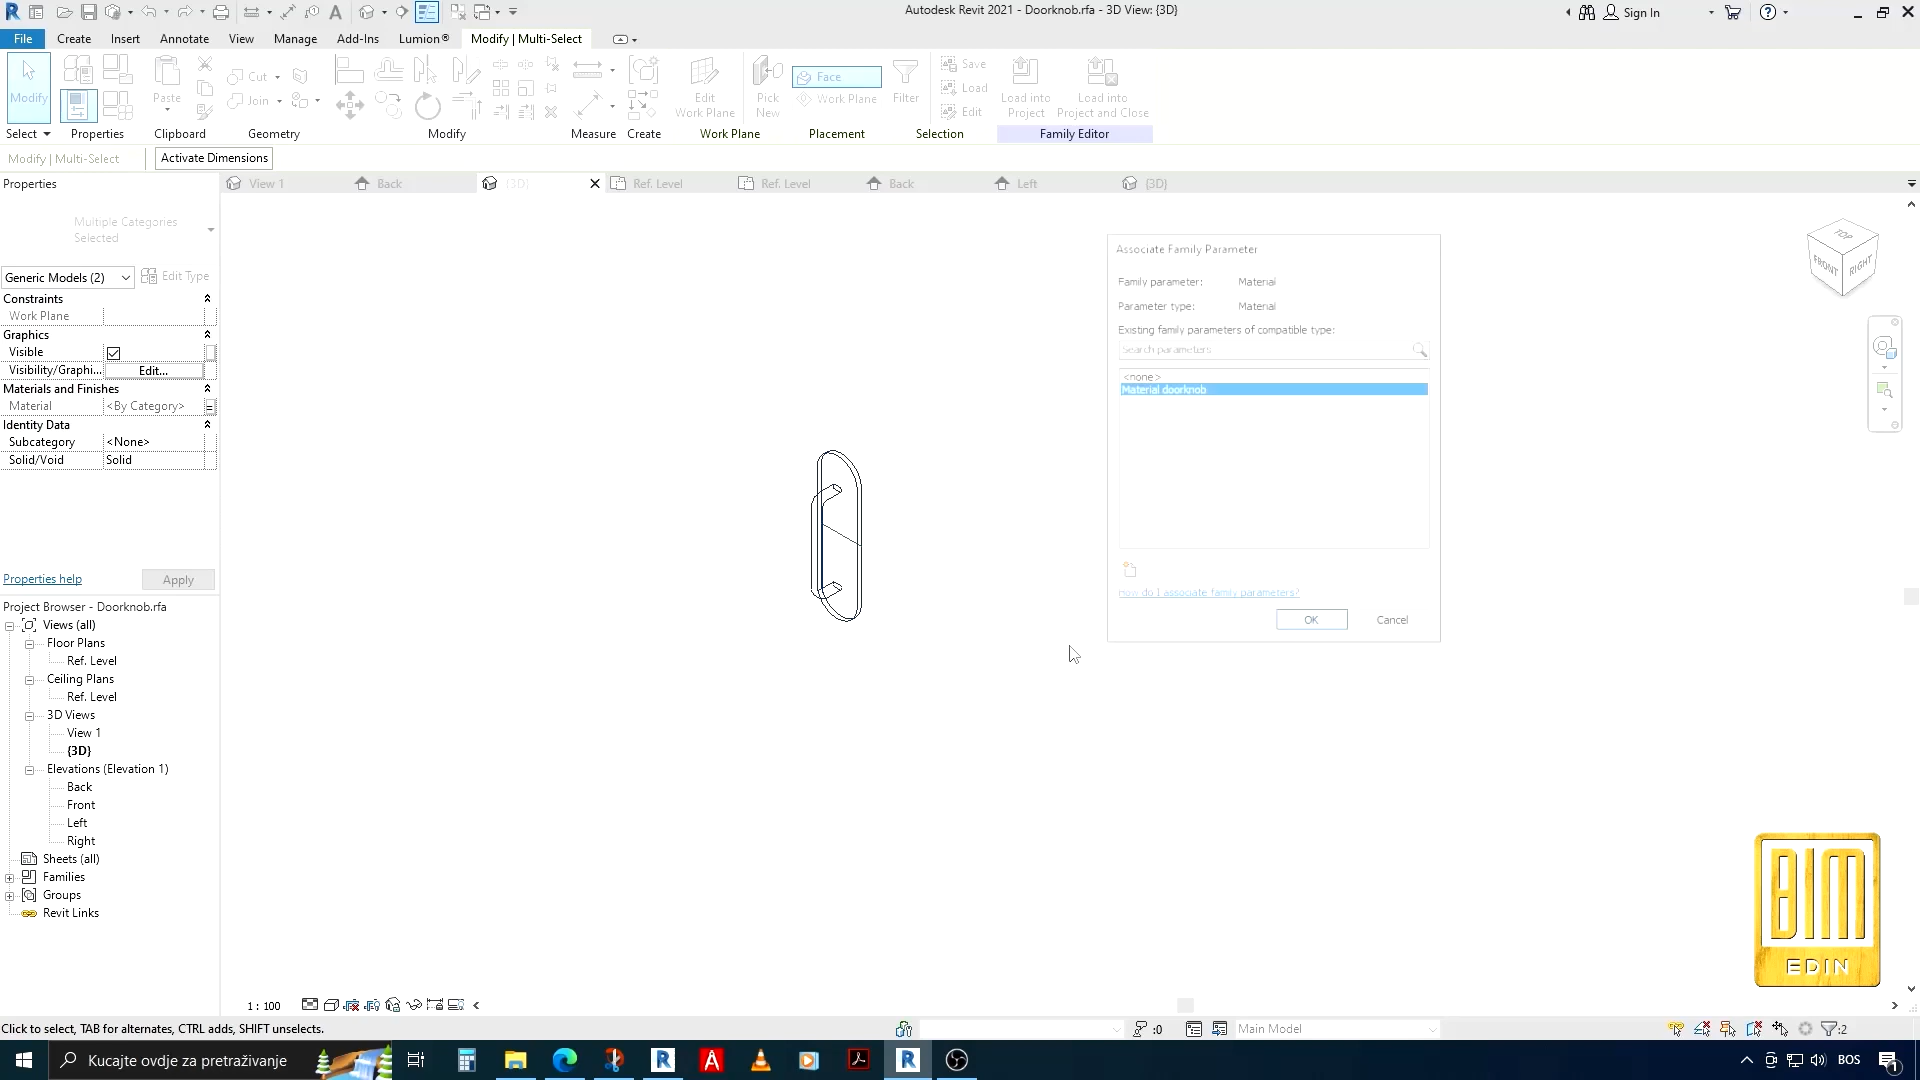 Autodesk Revit 2021 - Doorknob.rfa - 3D View: {3D}
Sign In
File
Create
Insert
Annotate
View
Manage
Add-Ins
Lumion®
Modify | Multi-Select
Modify
Paste
Cut
Join
Edit
Work Plane
Pick
New
Face
Work Plane
Filter
Save
Load
Edit
Load into
Project
Load into
Project and Close
Select
Properties
Clipboard
Geometry
Modify
Measure
Create
Work Plane
Placement
Selection
Family Editor
Modify | Multi-Select
Activate Dimensions
Properties
View 1
Back
{3D}
Ref. Level
Ref. Level
Back
Left
{3D}
Multiple Categories
Selected
Generic Models (2)
Edit Type
Constraints
Work Plane
Graphics
Visible
Visibility/Graphi...
Edit...
Materials and Finishes
Material
<By Category>
Identity Data
Subcategory
<None>
Solid/Void
Solid
Properties help
Apply
Project Browser - Doorknob.rfa
Views (all)
Floor Plans
Ref. Level
Ceiling Plans
Ref. Level
3D Views
View 1
{3D}
Elevations (Elevation 1)
Back
Front
Left
Right
Sheets (all)
Families
Groups
Revit Links
Associate Family Parameter
Family parameter:
Material
Parameter type:
Material
Existing family parameters of compatible type:
Search parameters
<none>
Material doorknob
How do I associate family parameters?
OK
Cancel
TOP
FRONT
RIGHT
BIM
EDIN
1 : 100
Click to select, TAB for alternates, CTRL adds, SHIFT unselects.
:0
Main Model
:2
Kucajte ovdje za pretraživanje
BOS
1